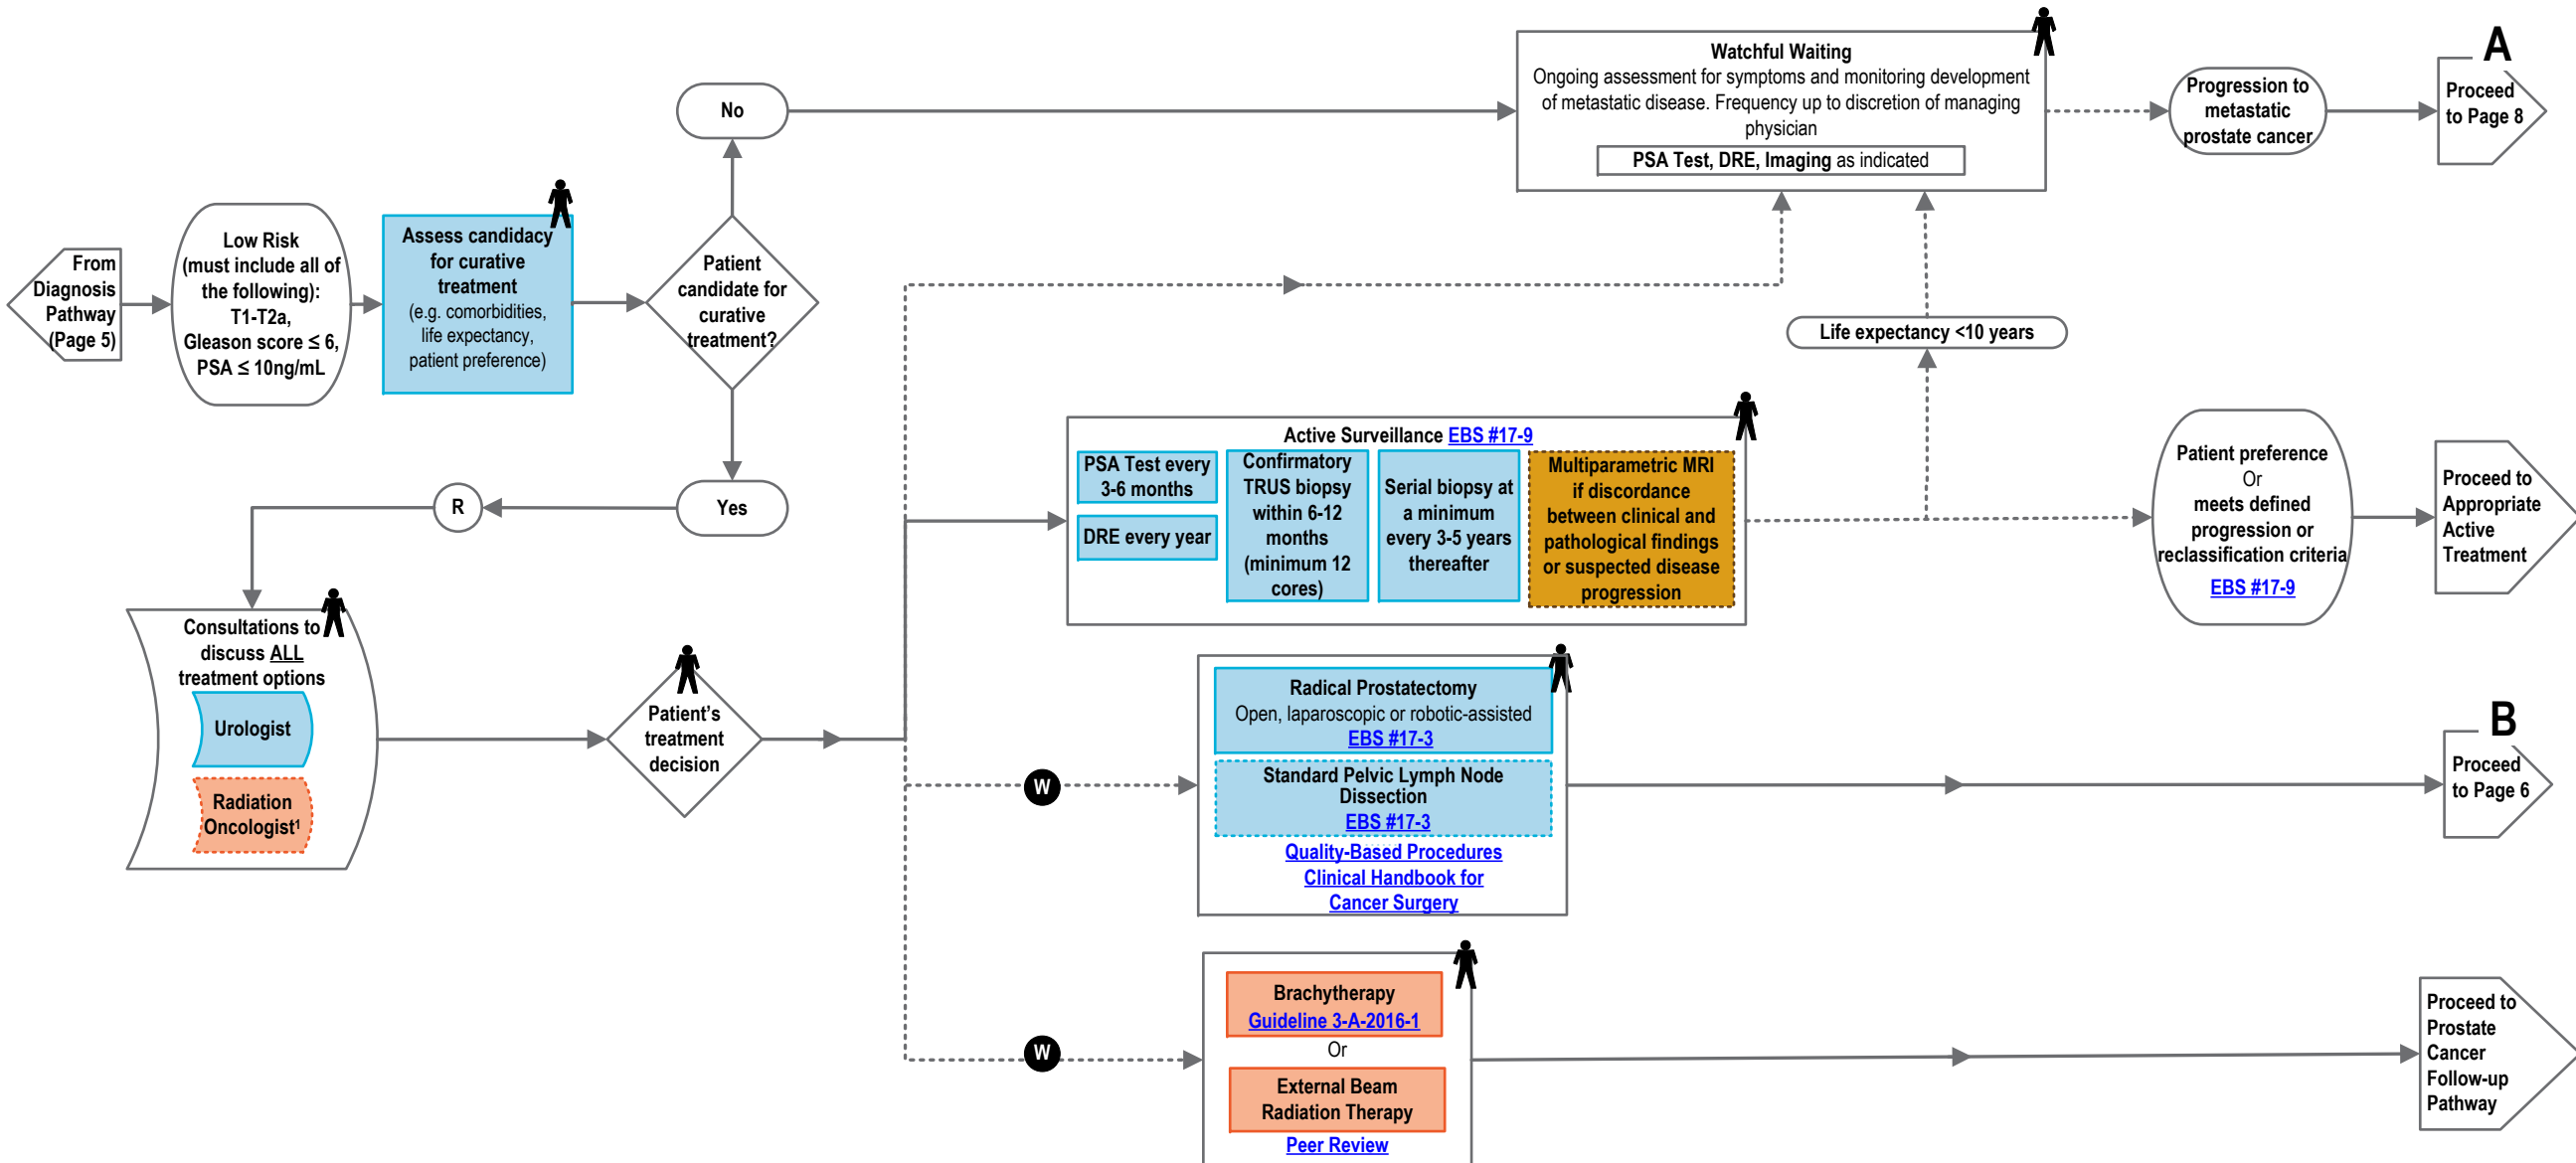 From
Diagnosis
Pathway
(Page 5)
Low Risk
(must include all of
the following):
T1-T2a,
Gleason score ≤ 6,
PSA ≤ 10ng/mL
Assess candidacy
for curative
treatment
(e.g. comorbidities,
life expectancy,
patient preference)
Patient
candidate for
curative
treatment?
No
Watchful Waiting
Ongoing assessment for symptoms and monitoring development
of metastatic disease. Frequency up to discretion of managing
physician
PSA Test, DRE, Imaging as indicated
Progression to
metastatic
prostate cancer
A
Proceed
to Page 8
Yes
R
Consultations to
discuss ALL
treatment options
Urologist
Radiation
Oncologist¹
Patient's
treatment
decision
Life expectancy <10 years
Active Surveillance EBS #17-9
PSA Test every
3-6 months
DRE every year
Confirmatory
TRUS biopsy
within 6-12
months
(minimum 12
cores)
Serial biopsy at
a minimum
every 3-5 years
thereafter
Multiparametric MRI
if discordance
between clinical and
pathological findings
or suspected disease
progression
Patient preference
Or
meets defined
progression or
reclassification criteria
EBS #17-9
Proceed to
Appropriate
Active
Treatment
W
Radical Prostatectomy
Open, laparoscopic or robotic-assisted
EBS #17-3
Standard Pelvic Lymph Node
Dissection
EBS #17-3
Quality-Based Procedures
Clinical Handbook for
Cancer Surgery
B
Proceed
to Page 6
W
Brachytherapy
Guideline 3-A-2016-1
Or
External Beam
Radiation Therapy
Peer Review
Proceed to
Prostate
Cancer
Follow-up
Pathway